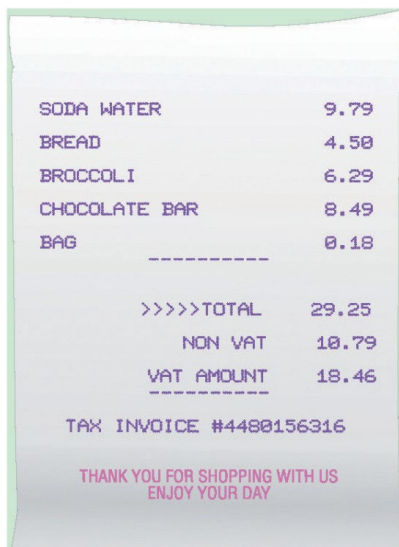 SODA WATER 9.79
BREAD 4.50
BROCCOLI 6.29
CHOCOLATE BAR 8.49
BAG 0.18
----------
>>>>>TOTAL 29.25
NON VAT 10.79
VAT AMOUNT 18.46
----------
TAX INVOICE #4480156316
THANK YOU FOR SHOPPING WITH US
ENJOY YOUR DAY